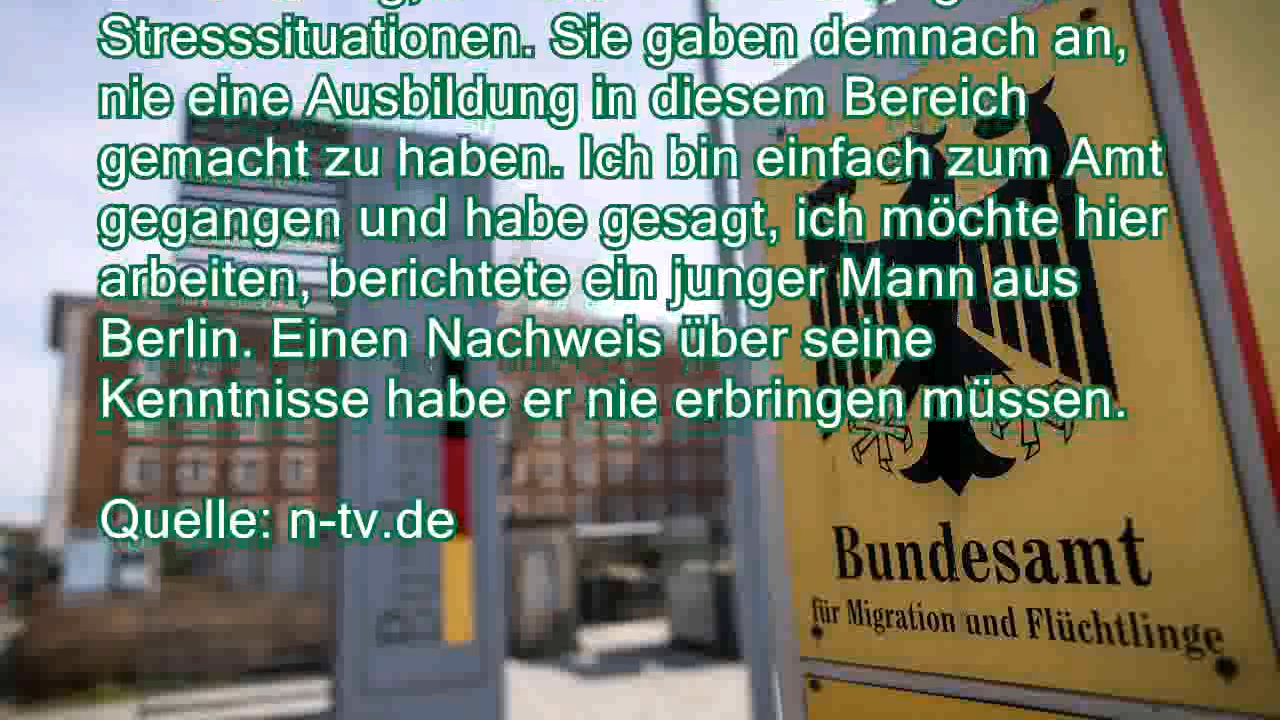 Stresssituationen. Sie gaben demnach an,
nie eine Ausbildung in diesem Bereich
gemacht zu haben. Ich bin einfach zum Amt
gegangen und habe gesagt, ich möchte hier
arbeiten, berichtete ein junger Mann aus
Berlin. Einen Nachweis über seine
Kenntnisse habe er nie erbringen müssen.
Quelle: n-tv.de
Bundesamt
für Migration und Flüchtlinge